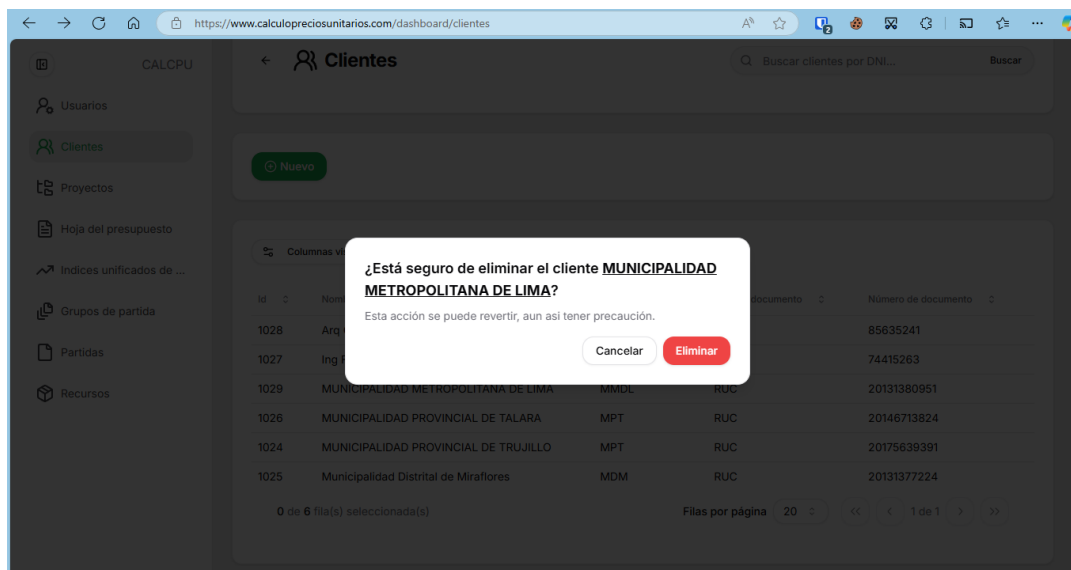 https://www.calculopreciosunitarios.com/dashboard/clientes
CALCPU
Clientes
Buscar clientes por DNI...
Buscar
Usuarios
Clientes
Proyectos
Hoja del presupuesto
Indices unificados de ...
Grupos de partida
Partidas
Recursos
Nuevo
Columnas
¿Está seguro de eliminar el cliente MUNICIPALIDAD
METROPOLITANA DE LIMA?
Esta acción se puede revertir, aun asi tener precaución.
Cancelar
Eliminar
Id
documento
Número de documento
1028 Arq 85635241
1027 Ing 74415263
1029 MUNICIPALIDAD METROPOLITANA DE LIMA MMDL RUC 20131380951
1026 MUNICIPALIDAD PROVINCIAL DE TALARA MPT RUC 20146713824
1024 MUNICIPALIDAD PROVINCIAL DE TRUJILLO MPT RUC 20175639391
1025 Municipalidad Distrital de Miraflores MDM RUC 20131377224
0 de 6 fila(s) seleccionada(s)
Filas por página 20
1 de 1